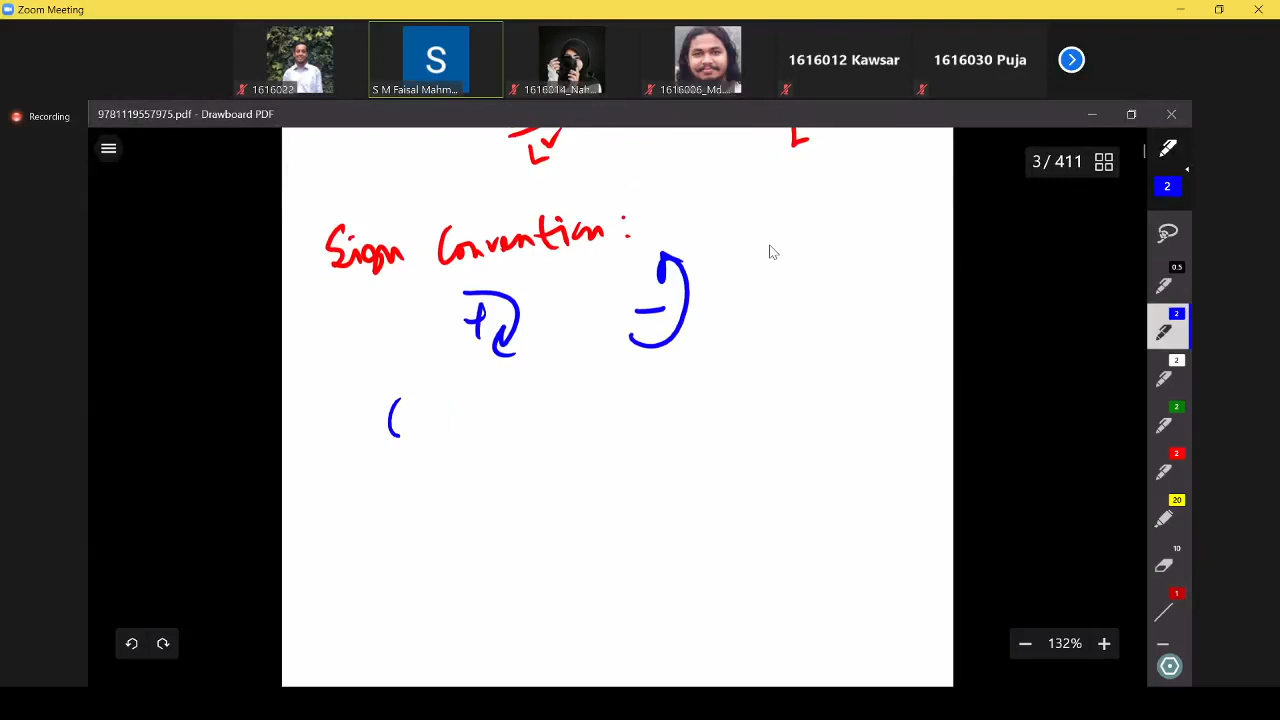 Zoom Meeting
S
1616012 Kawsar
1616030 Puja
1616022
S M Faisal Mahm...
1616014_Nah...
1616006_Md...
Recording
9781119557975.pdf - Drawboard PDF
L
L
3 / 411
2
Sign Convention :
0.5
+
-
2
(
2
2
2
20
10
1
132%